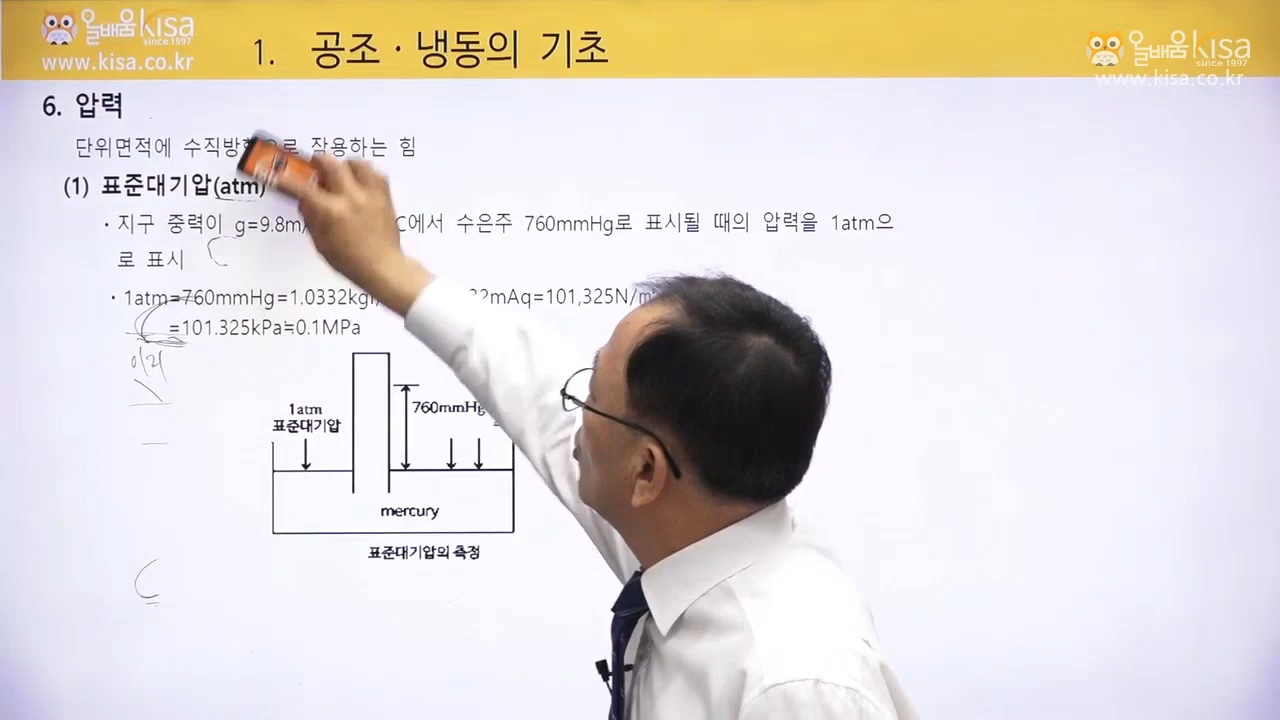 올배움kisa
since 1997
www.kisa.co.kr
1. 공조 · 냉동의 기초
올배움kisa
since 1997
www.kisa.co.kr
6. 압력
단위면적에 수직방 로 작용하는 힘
(1) 표준대기압(atm)
· 지구 중력이 g=9.8m/ C에서 수은주 760mmHg로 표시될 때의 압력을 1atm으
로 표시
· 1atm=760mmHg=1.0332kgf/ 32mAq=101,325N/m
=101.325kPa≒0.1MPa
1atm
표준대기압
760mmHg
mercury
표준대기압의 측정